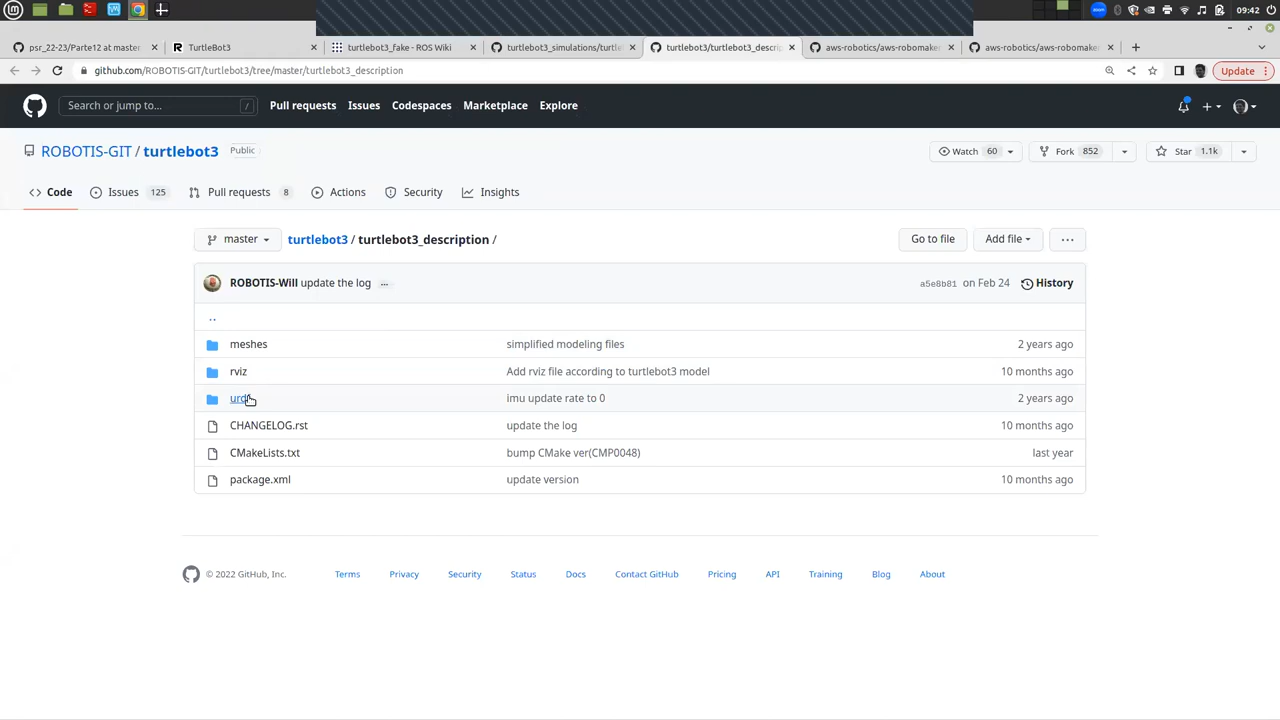 09:42
psr_22-23/Parte12 at master
TurtleBot3
turtlebot3_fake - ROS Wiki
turtlebot3_simulations/turtle
turtlebot3/turtlebot3_descrip
aws-robotics/aws-robomaker
aws-robotics/aws-robomaker
github.com/ROBOTIS-GIT/turtlebot3/tree/master/turtlebot3_description
Update
Search or jump to...
/
Pull requests
Issues
Codespaces
Marketplace
Explore
ROBOTIS-GIT / turtlebot3
Public
Watch 60
Fork 852
Star 1.1k
Code
Issues 125
Pull requests 8
Actions
Security
Insights
master
turtlebot3 / turtlebot3_description /
Go to file
Add file
...
ROBOTIS-Will update the log ...
a5e8b81 on Feb 24
History
..
meshes simplified modeling files 2 years ago
rviz Add rviz file according to turtlebot3 model 10 months ago
imu update rate to 0 2 years ago
CHANGELOG.rst update the log 10 months ago
CMakeLists.txt bump CMake ver(CMP0048) last year
package.xml update version 10 months ago
© 2022 GitHub, Inc.
Terms
Privacy
Security
Status
Docs
Contact GitHub
Pricing
API
Training
Blog
About